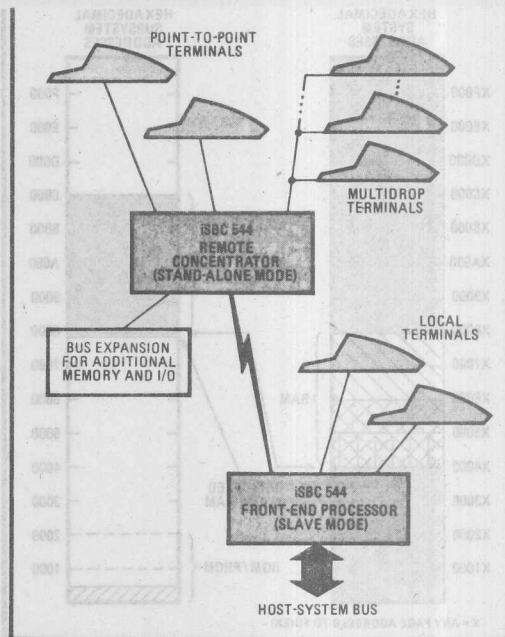 POINT-TO-POINT
TERMINALS
MULTIDROP
TERMINALS
iSBC 544
REMOTE
CONCENTRATOR
(STAND-ALONE MODE)
BUS EXPANSION
FOR ADDITIONAL
MEMORY AND I/O
LOCAL
TERMINALS
iSBC 544
FRONT-END PROCESSOR
(SLAVE MODE)
HOST-SYSTEM BUS